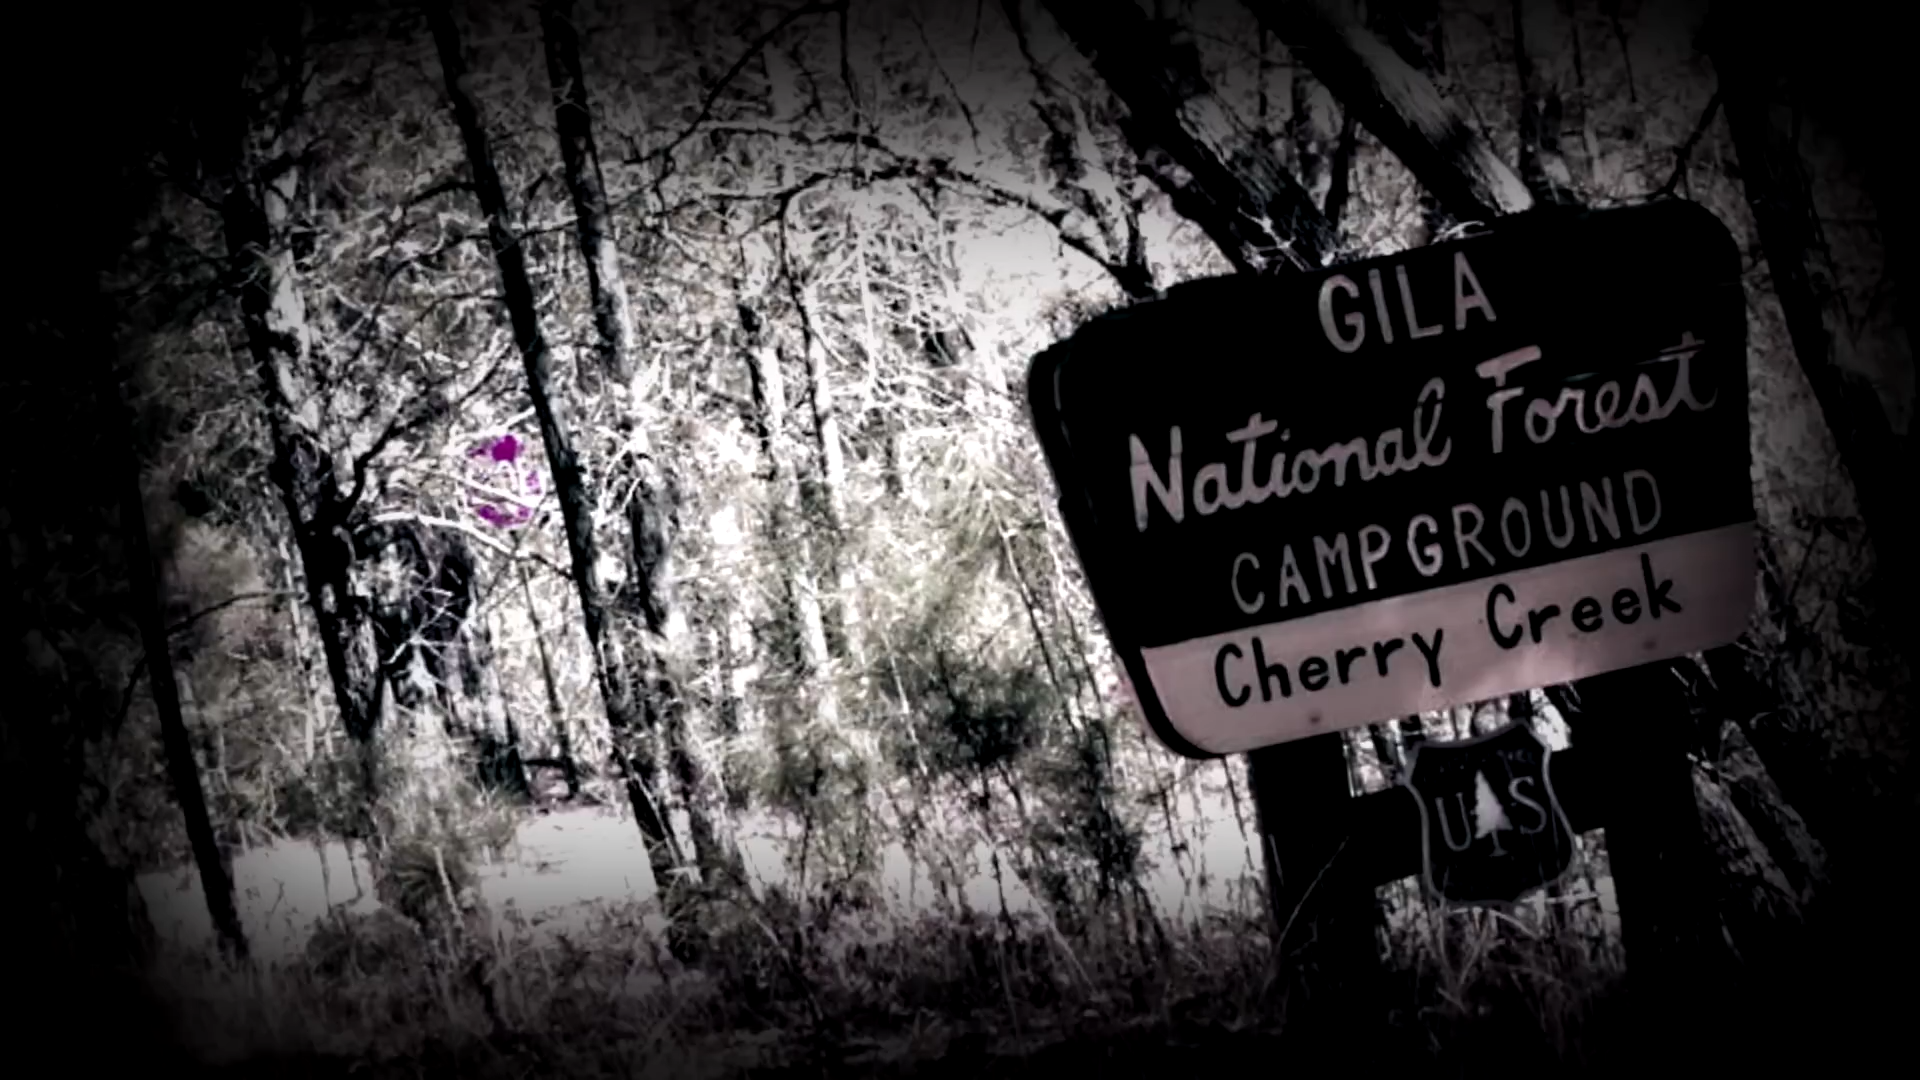 GILA
National Forest
CAMPGROUND
Cherry Creek
U S